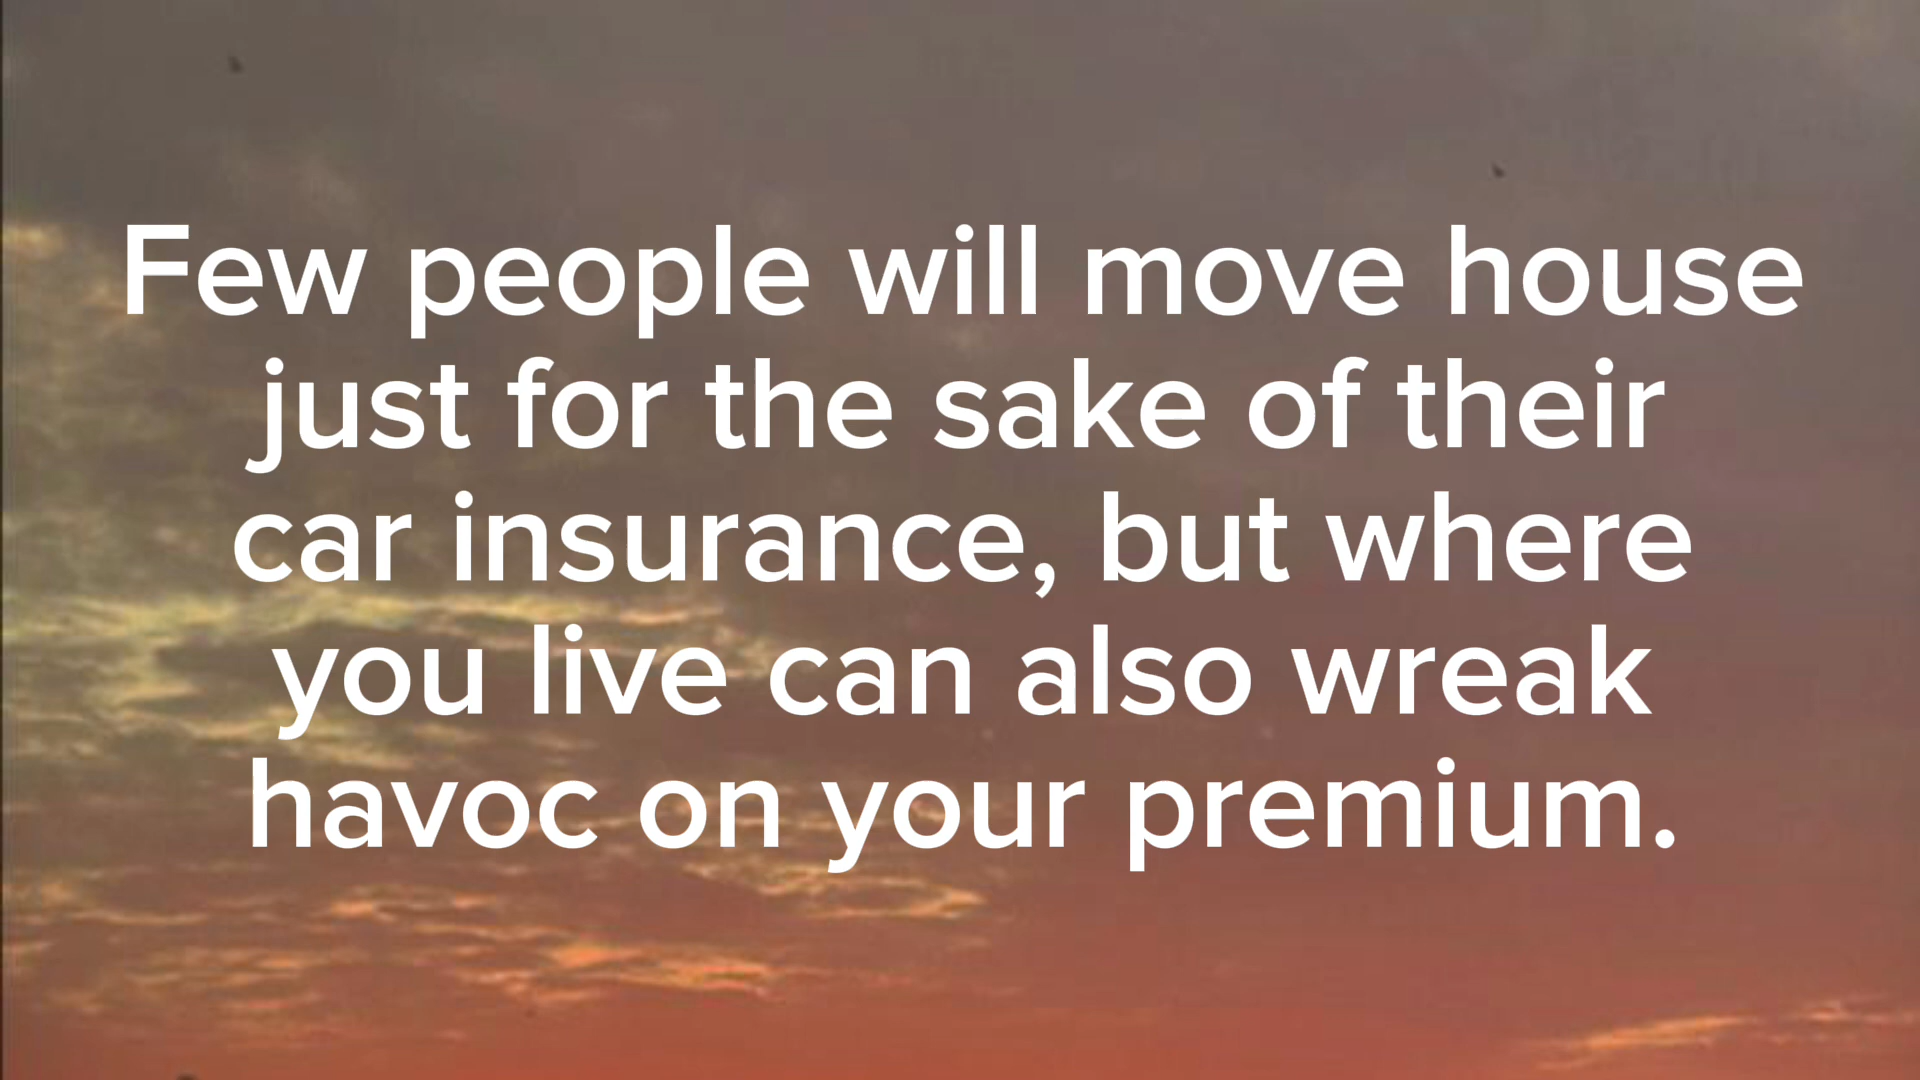 Few people will move house
just for the sake of their
car insurance, but where
you live can also wreak
havoc on your premium.